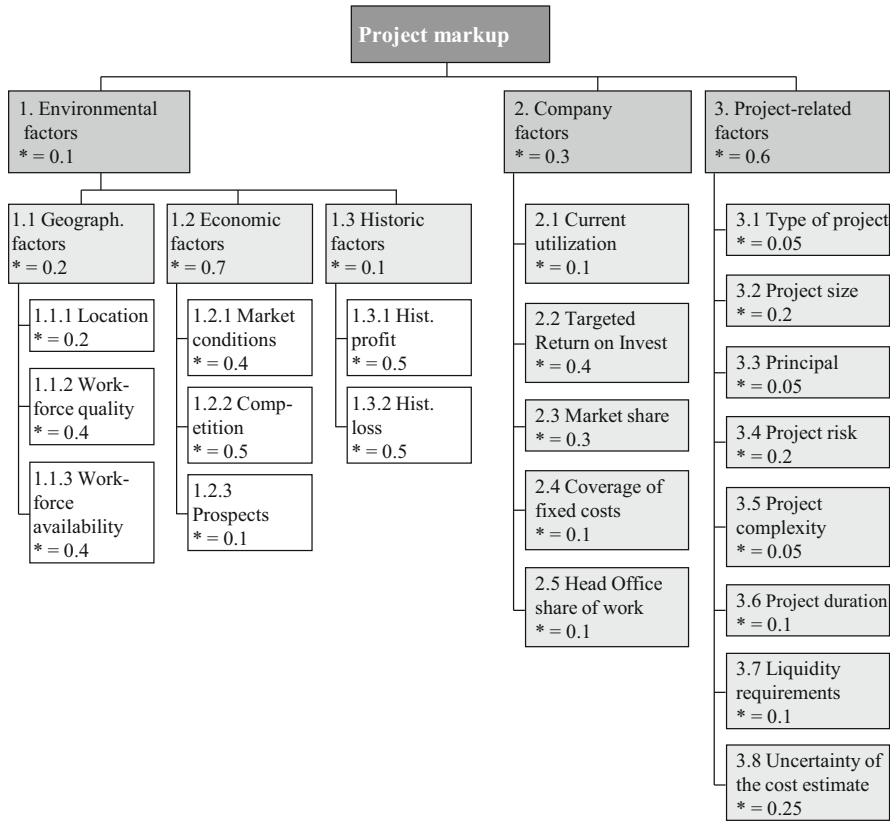 Project markup
1. Environmental
factors
* = 0.1
2. Company
factors
* = 0.3
3. Project-related
factors
* = 0.6
1.1 Geograph.
factors
* = 0.2
1.1.1 Location
* = 0.2
1.1.2 Work-
force quality
* = 0.4
1.1.3 Work-
force
availability
* = 0.4
1.2 Economic
factors
* = 0.7
1.2.1 Market
conditions
* = 0.4
1.2.2 Comp-
etition
* = 0.5
1.2.3
Prospects
* = 0.1
1.3 Historic
factors
* = 0.1
1.3.1 Hist.
profit
* = 0.5
1.3.2 Hist.
loss
* = 0.5
2.1 Current
utilization
* = 0.1
2.2 Targeted
Return on Invest
* = 0.4
2.3 Market share
* = 0.3
2.4 Coverage of
fixed costs
* = 0.1
2.5 Head Office
share of work
* = 0.1
3.1 Type of project
* = 0.05
3.2 Project size
* = 0.2
3.3 Principal
* = 0.05
3.4 Project risk
* = 0.2
3.5 Project
complexity
* = 0.05
3.6 Project duration
* = 0.1
3.7 Liquidity
requirements
* = 0.1
3.8 Uncertainty of
the cost estimate
* = 0.25